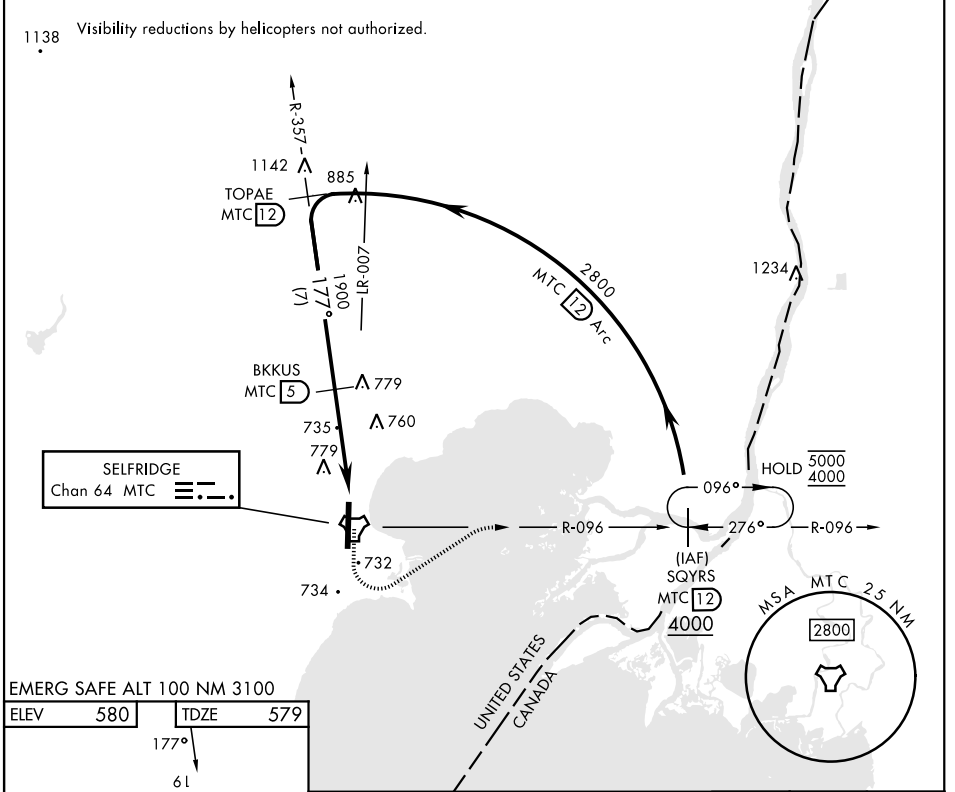 Visibility reductions by helicopters not authorized.
1138
R-357
1142
885
TOPAE
MTC 12
LR-007
1900
177°
(7)
2800
MTC 12 Arc
1234
BKKUS
MTC 5
779
760
735
779
SELFRIDGE
Chan 64 MTC
HOLD 5000
4000
096°
R-096
276°
R-096
(IAF)
SQYRS
MTC 12
4000
732
734
MSA MTC 25 NM
2800
UNITED STATES
CANADA
EMERG SAFE ALT 100 NM 3100
ELEV 580
TDZE 579
177°
19